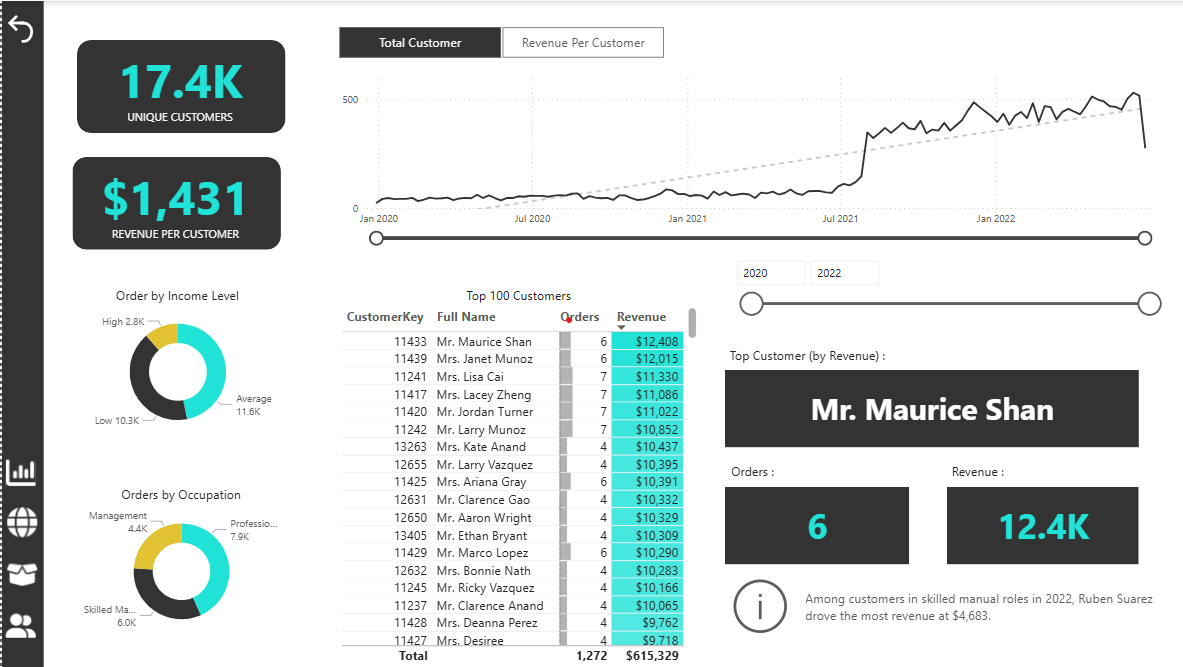 17.4K
UNIQUE CUSTOMERS
$1,431
REVENUE PER CUSTOMER
Total Customer
Revenue Per Customer
500
0
Jan 2020
Jul 2020
Jan 2021
Jul 2021
Jan 2022
Order by Income Level
High 2.8K
Average
11.6K
Low 10.3K
Orders by Occupation
Management
4.4K
Professio...
7.9K
Skilled Ma...
6.0K
Top 100 Customers
CustomerKey Full Name Orders Revenue
11433 Mr. Maurice Shan 6 $12,408
11439 Mrs. Janet Munoz 6 $12,015
11241 Mrs. Lisa Cai 7 $11,330
11417 Mrs. Lacey Zheng 7 $11,086
11420 Mr. Jordan Turner 7 $11,022
11242 Mr. Larry Munoz 7 $10,852
13263 Mrs. Kate Anand 4 $10,437
12655 Mr. Larry Vazquez 4 $10,395
11425 Mrs. Ariana Gray 6 $10,391
12631 Mr. Clarence Gao 4 $10,332
12650 Mr. Aaron Wright 4 $10,329
13405 Mr. Ethan Bryant 4 $10,309
11429 Mr. Marco Lopez 6 $10,290
12632 Mrs. Bonnie Nath 4 $10,283
11245 Mr. Ricky Vazquez 4 $10,166
11237 Mr. Clarence Anand 4 $10,065
11428 Mrs. Deanna Perez 4 $9,762
11427 Mrs. Desiree 4 $9,718
Total 1,272 $615,329
2020
2022
Top Customer (by Revenue) :
Mr. Maurice Shan
Orders :
6
Revenue :
12.4K
Among customers in skilled manual roles in 2022, Ruben Suarez
drove the most revenue at $4,683.